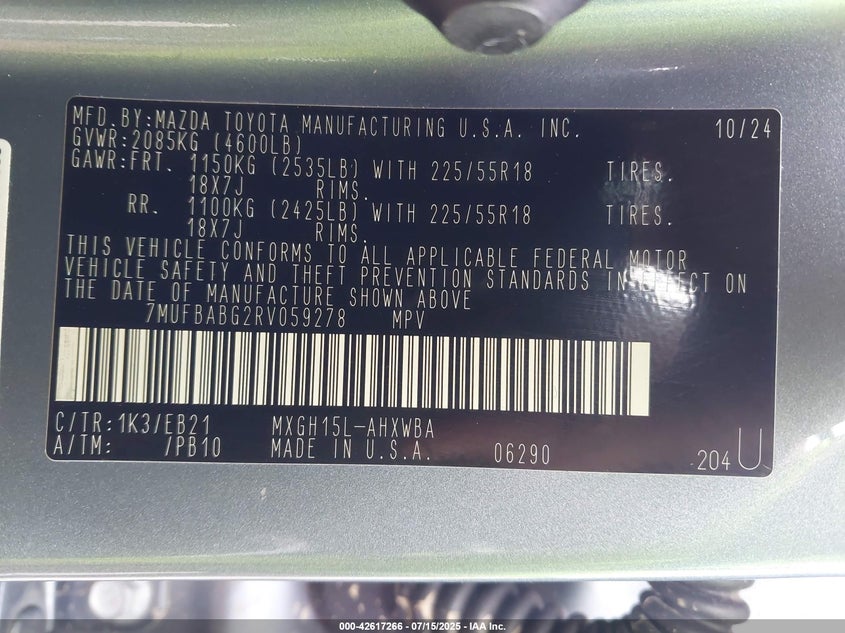 MFD.BY:MAZDA TOYOTA MANUFACTURING U.S.A. INC. 10/24
GVWR:2085KG (4600LB)
GAWR:FRT. 1150KG (2535LB) WITH 225/55R18 TIRES.
18X7J RIMS.
RR. 1100KG (2425LB) WITH 225/55R18 TIRES.
18X7J RIMS.
THIS VEHICLE CONFORMS TO ALL APPLICABLE FEDERAL MOTOR
VEHICLE SAFETY AND THEFT PREVENTION STANDARDS IN EFFECT ON
THE DATE OF MANUFACTURE SHOWN ABOVE
7MUFBABG2RV059278 MPV
C/TR:1K3/EB21 MXGH15L-AHXWBA
A/TM: /PB10 MADE IN U.S.A. 06290 204U
000-42617266 - 07/15/2025 - IAA Inc.